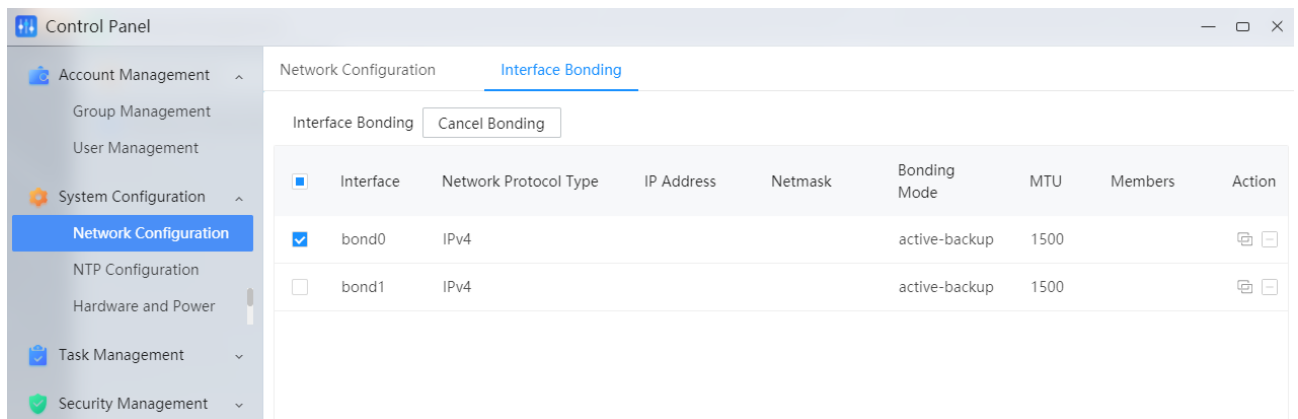 Control Panel
Account Management
Group Management
User Management
System Configuration
Network Configuration
NTP Configuration
Hardware and Power
Task Management
Security Management
Network Configuration Interface Bonding
Interface Bonding Cancel Bonding
Interface Network Protocol Type IP Address Netmask Bonding Mode MTU Members Action
bond0 IPv4 active-backup 1500
bond1 IPv4 active-backup 1500